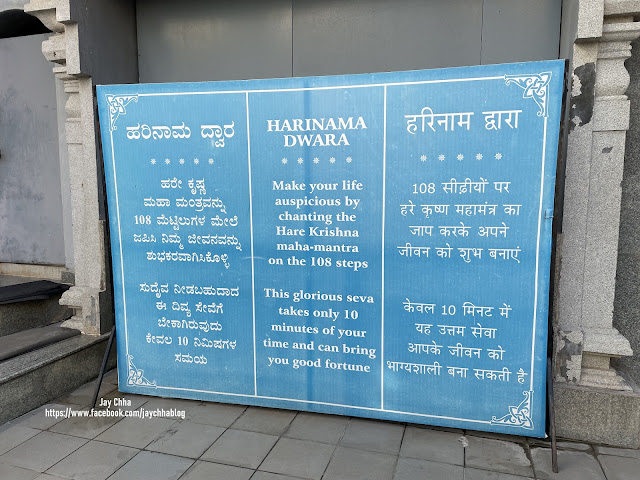 ಹರಿನಾಮ ದ್ವಾರ
ಹರೇ ಕೃಷ್ಣ
ಮಹಾ ಮಂತ್ರವನ್ನು
108 ಮೆಟ್ಟಿಲುಗಳ ಮೇಲೆ
ಜಪಿಸಿ ನಿಮ್ಮ ಜೀವನವನ್ನು
ಶುಭಕರವಾಗಿಸಿಕೊಳ್ಳಿ
ಸುದೈವ ನೀಡಬಹುದಾದ
ಈ ದಿವ್ಯ ಸೇವೆಗೆ
ಬೇಕಾಗಿರುವುದು
ಕೇವಲ 10 ನಿಮಿಷಗಳ
ಸಮಯ
HARINAMA
DWARA
Make your life
auspicious by
chanting the
Hare Krishna
maha-mantra
on the 108 steps
This glorious seva
takes only 10
minutes of your
time and can bring
you good fortune
हरिनाम द्वारा
108 सीढ़ीयों पर
हरे कृष्ण महामंत्र का
जाप करके अपने
जीवन को शुभ बनाएं
केवल 10 मिनट में
यह उत्तम सेवा
आपके जीवन को
भाग्यशाली बना सकती है
Jay Chha
https://www.facebook.com/jaychhablog